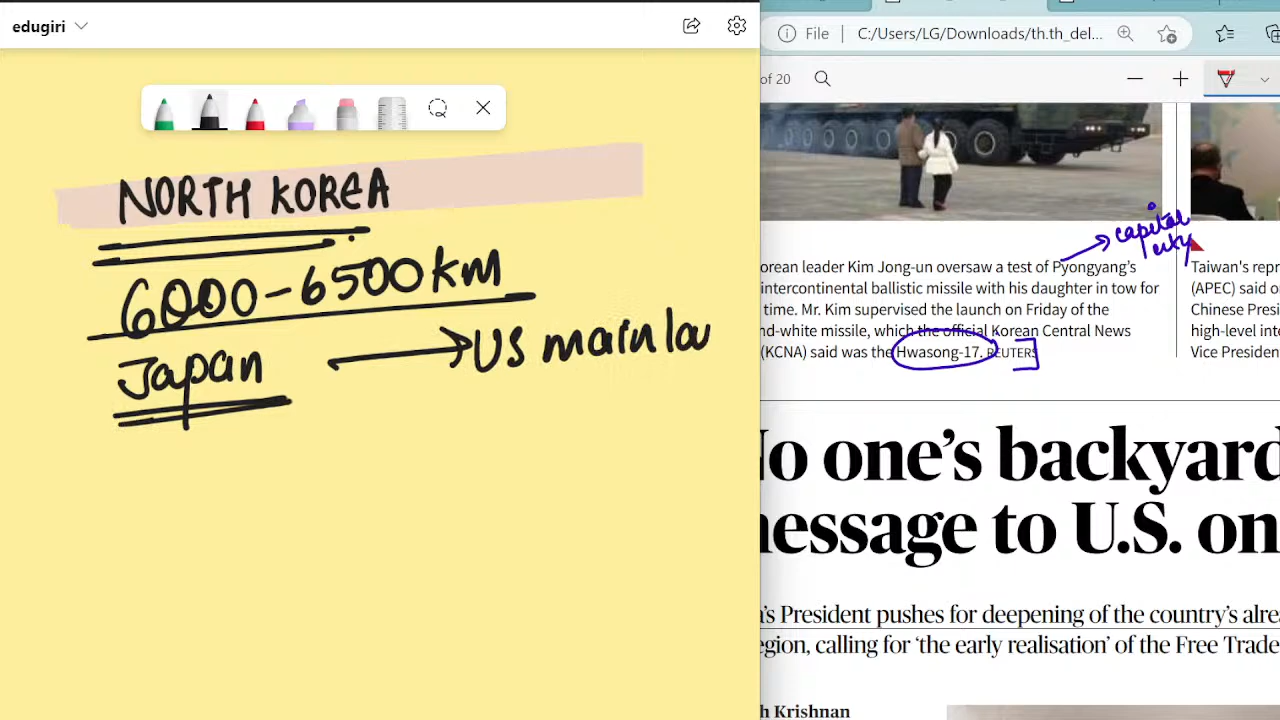 edugiri
NORTH KOREA
6000-6500km
Japan → US mainla
File
C:/Users/LG/Downloads/th.th_del...
of 20
capital
city
orean leader Kim Jong-un oversaw a test of Pyongyang's
intercontinental ballistic missile with his daughter in tow for
time. Mr. Kim supervised the launch on Friday of the
nd-white missile, which the official Korean Central News
(KCNA) said was the Hwasong-17. REUTERS
Taiwan's repr
(APEC) said o
Chinese Pres
high-level int
Vice Presiden
No one's backyard
message to U.S. on
a's President pushes for deepening of the country's alre
egion, calling for 'the early realisation' of the Free Trade
h Krishnan